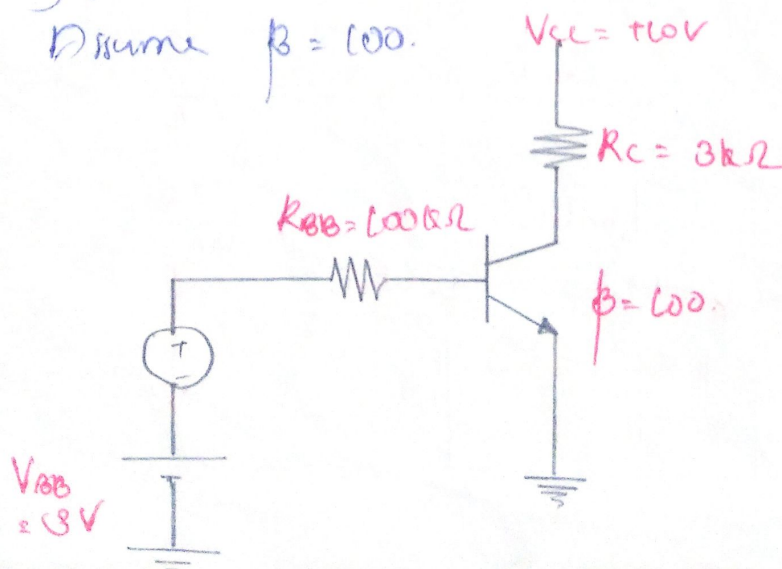 Assume β = 100.
VCC = +10V
RC = 3kΩ
RBB = 100kΩ
β = 100.
+
-
VBB
= 3V